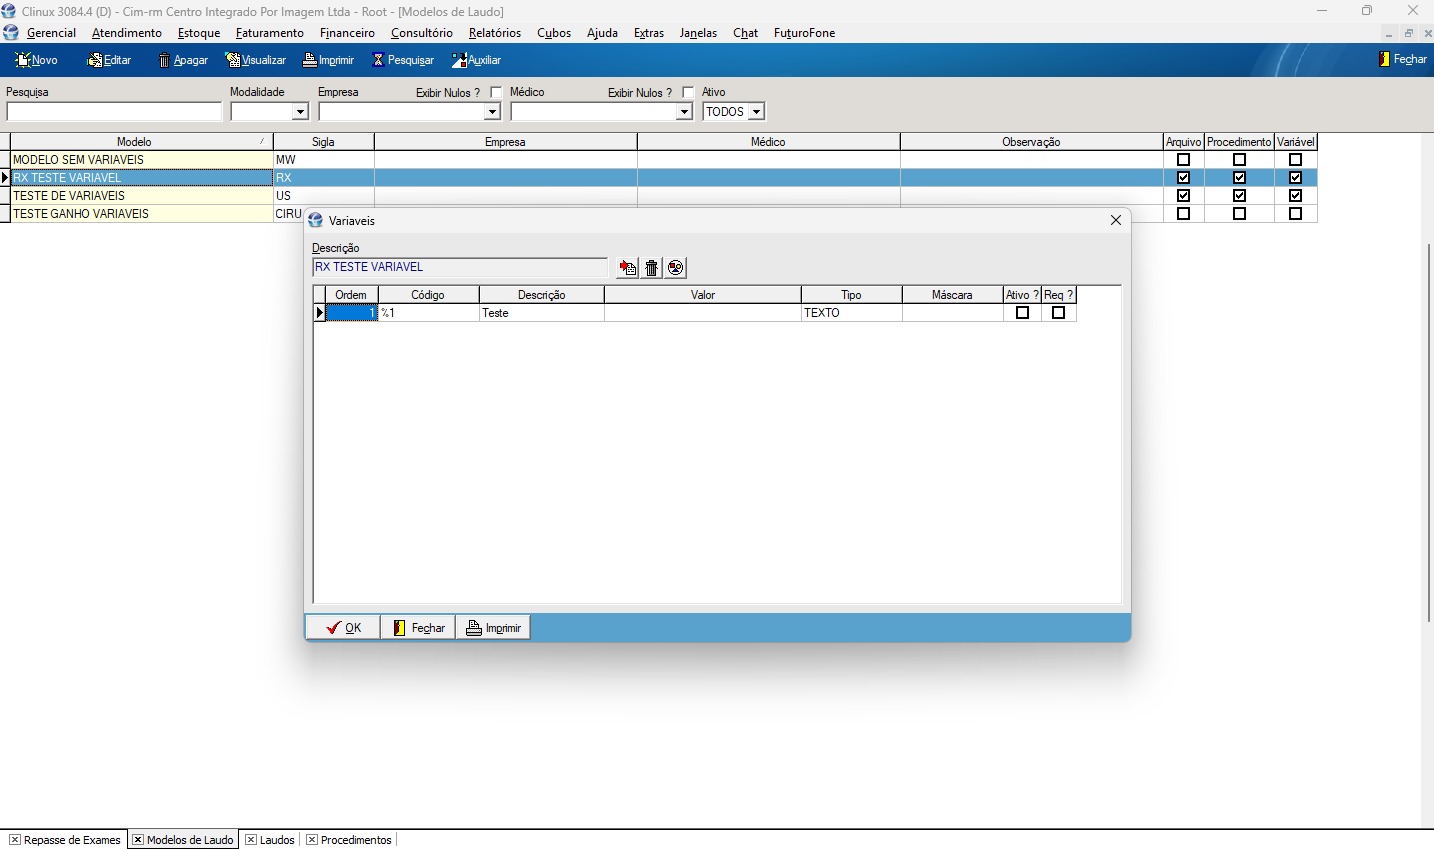 Clinux 3084.4 (D) - Cim-rm Centro Integrado Por Imagem Ltda - Root - [Modelos de Laudo]
Gerencial Atendimento Estoque Faturamento Financeiro Consultório Relatórios Cubos Ajuda Extras Janelas Chat FuturoFone
Novo Editar Apagar Visualizar Imprimir Pesquisar Auxiliar Fechar
Pesquisa Modalidade Empresa Exibir Nulos ? Médico Exibir Nulos ? Ativo
TODOS
Modelo Sigla Empresa Médico Observação Arquivo Procedimento Variável
MODELO SEM VARIAVEIS MW
RX TESTE VARIAVEL RX
TESTE DE VARIAVEIS US
TESTE GANHO VARIAVEIS CIRU
Variaveis
Descrição
RX TESTE VARIAVEL
Ordem Código Descrição Valor Tipo Máscara Ativo ? Req ?
1 %1 Teste TEXTO
OK Fechar Imprimir
Repasse de Exames Modelos de Laudo Laudos Procedimentos